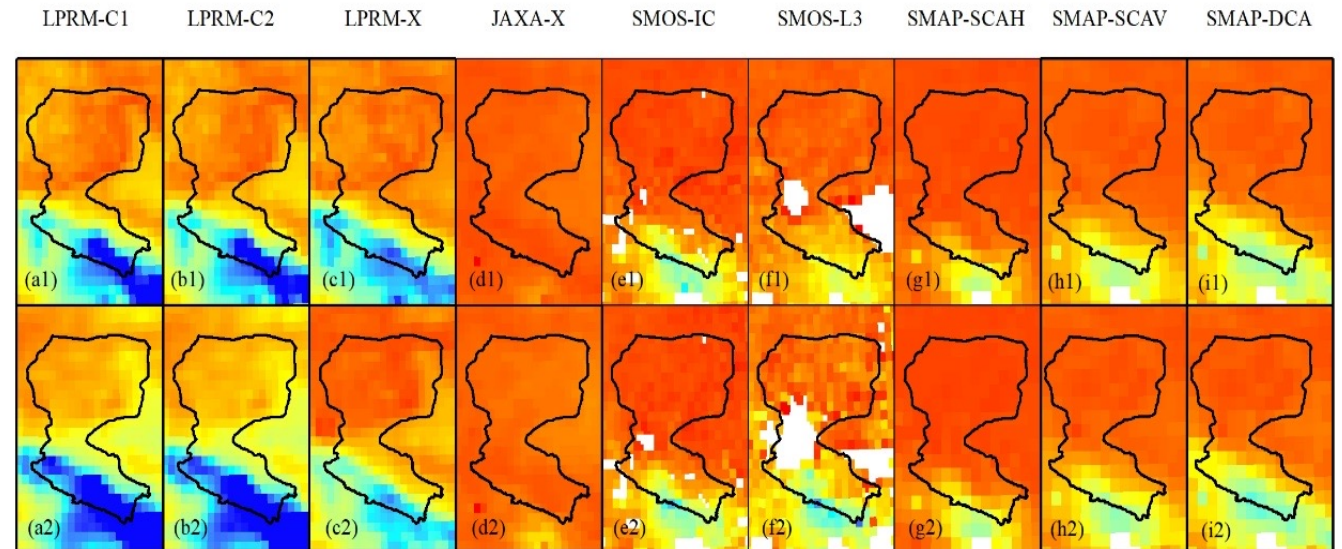 LPRM-C1 LPRM-C2 LPRM-X JAXA-X SMOS-IC SMOS-L3 SMAP-SCAH SMAP-SCAV SMAP-DCA
(a1) (b1) (c1) (d1) (e1) (f1) (g1) (h1) (i1)
(a2) (b2) (c2) (d2) (e2) (f2) (g2) (h2) (i2)